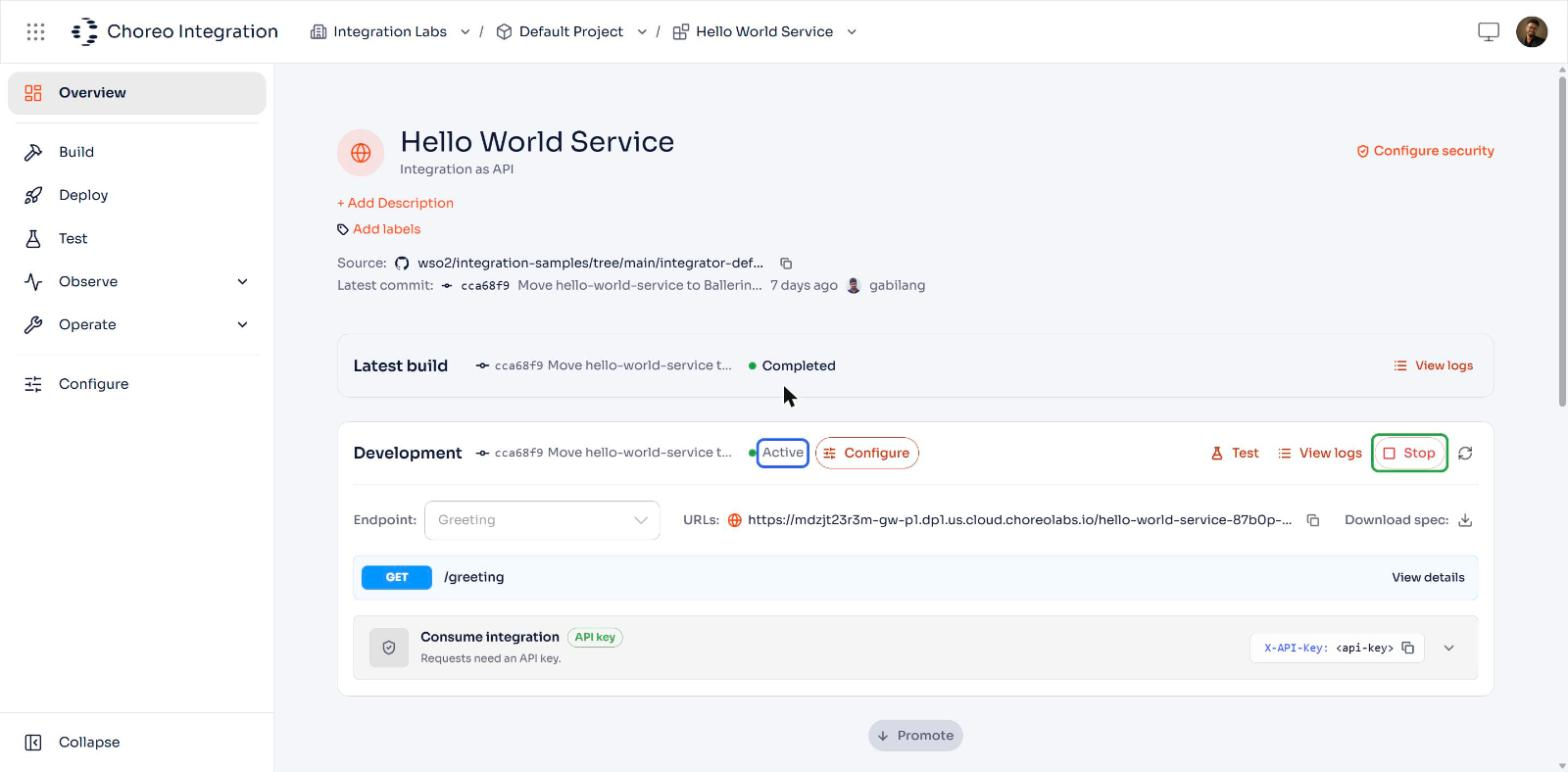 Choreo Integration
Integration Labs / Default Project / Hello World Service
Overview
Build
Deploy
Test
Observe
Operate
Configure
Collapse
Hello World Service
Integration as API
Configure security
+ Add Description
Add labels
Source: wso2/integration-samples/tree/main/integrator-def...
Latest commit: cca68f9 Move hello-world-service to Ballerin... 7 days ago gabilang
Latest build cca68f9 Move hello-world-service t... Completed View logs
Development cca68f9 Move hello-world-service t... Active Configure Test View logs Stop
Endpoint: Greeting URLs: https://mdzjt23r3m-gw-p1.dp1.us.cloud.choreolabs.io/hello-world-service-87b0p-... Download spec:
GET /greeting View details
Consume integration API key
Requests need an API key.
X-API-Key: <api-key>
Promote